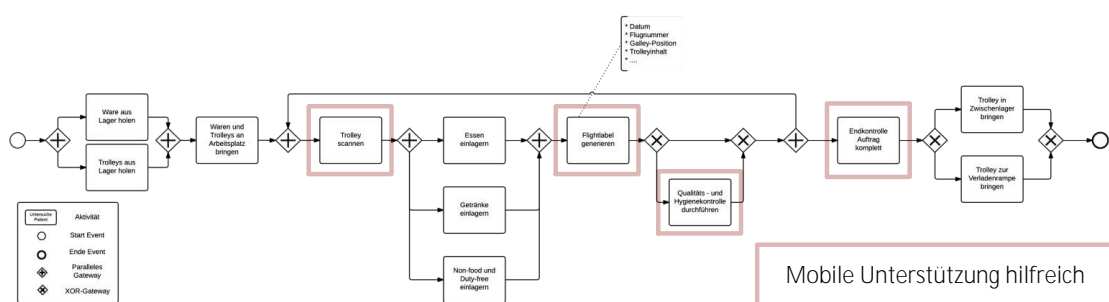 * Datum
* Flugnummer
* Galley-Position
* Trolleyinhalt
* ....
Ware aus
Lager holen
Trolleys aus
Lager holen
Waren und
Trolleys an
Arbeitsplatz
bringen
Trolley
scannen
Essen
einlagern
Getränke
einlagern
Non-food und
Duty-free
einlagern
Flightlabel
generieren
Qualitäts - und
Hygienekontrolle
durchführen
Endkontrolle
Auftrag
komplett
Trolley in
Zwischenlager
bringen
Trolley zur
Verladenrampe
bringen
Aktivität
Start Event
Ende Event
Paralleles
Gateway
XOR-Gateway
Mobile Unterstützung hilfreich